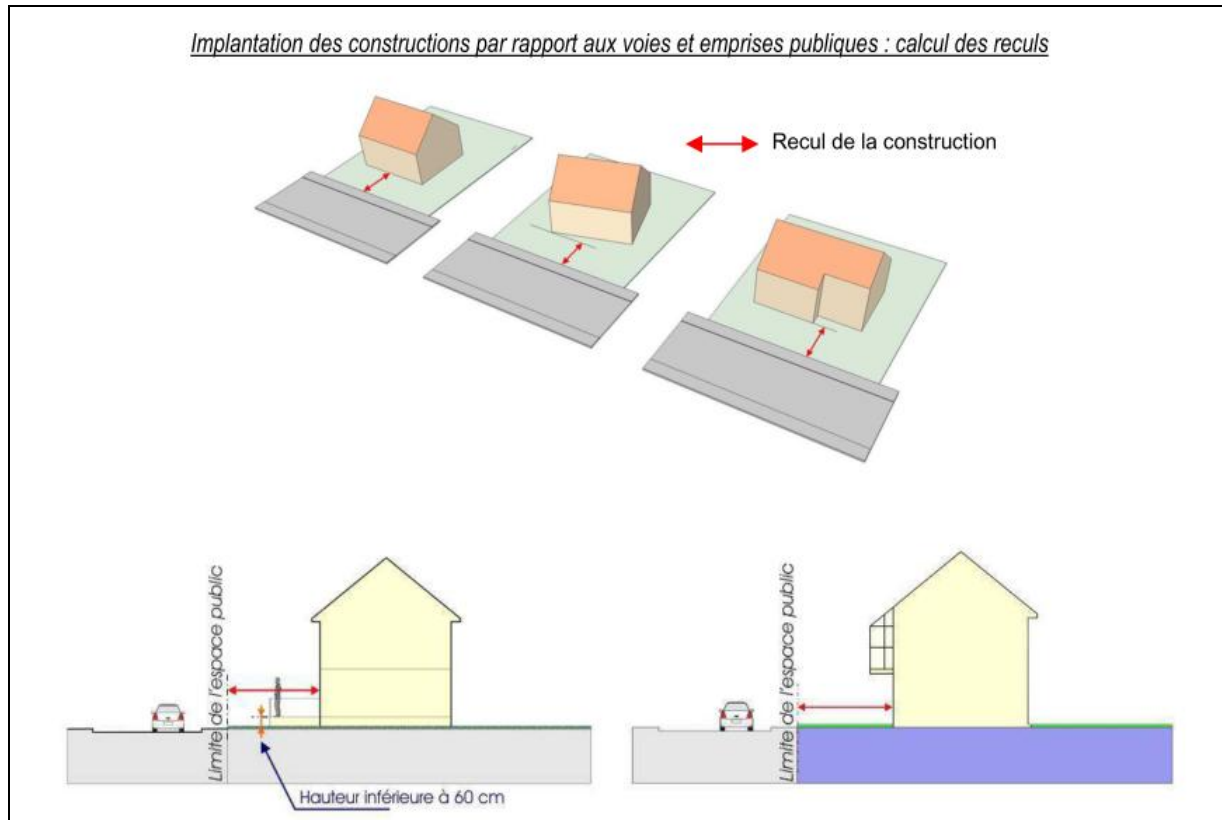 Implantation des constructions par rapport aux voies et emprises publiques : calcul des reculs
Recul de la construction
Limite de l'espace public
Hauteur inférieure à 60 cm
Limite de l'espace public